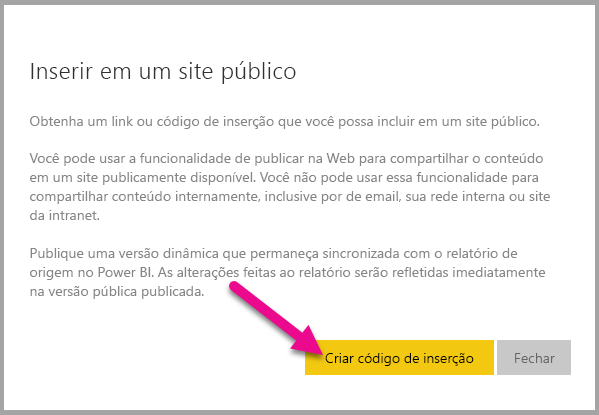 Inserir em um site público
Obtenha um link ou código de inserção que você possa incluir em um site público.
Você pode usar a funcionalidade de publicar na Web para compartilhar o conteúdo
em um site publicamente disponível. Você não pode usar essa funcionalidade para
compartilhar conteúdo internamente, inclusive por de email, sua rede interna ou site
da intranet.
Publique uma versão dinâmica que permaneça sincronizada com o relatório de
origem no Power BI. As alterações feitas ao relatório serão refletidas imediatamente
na versão pública publicada.
Criar código de inserção
Fechar